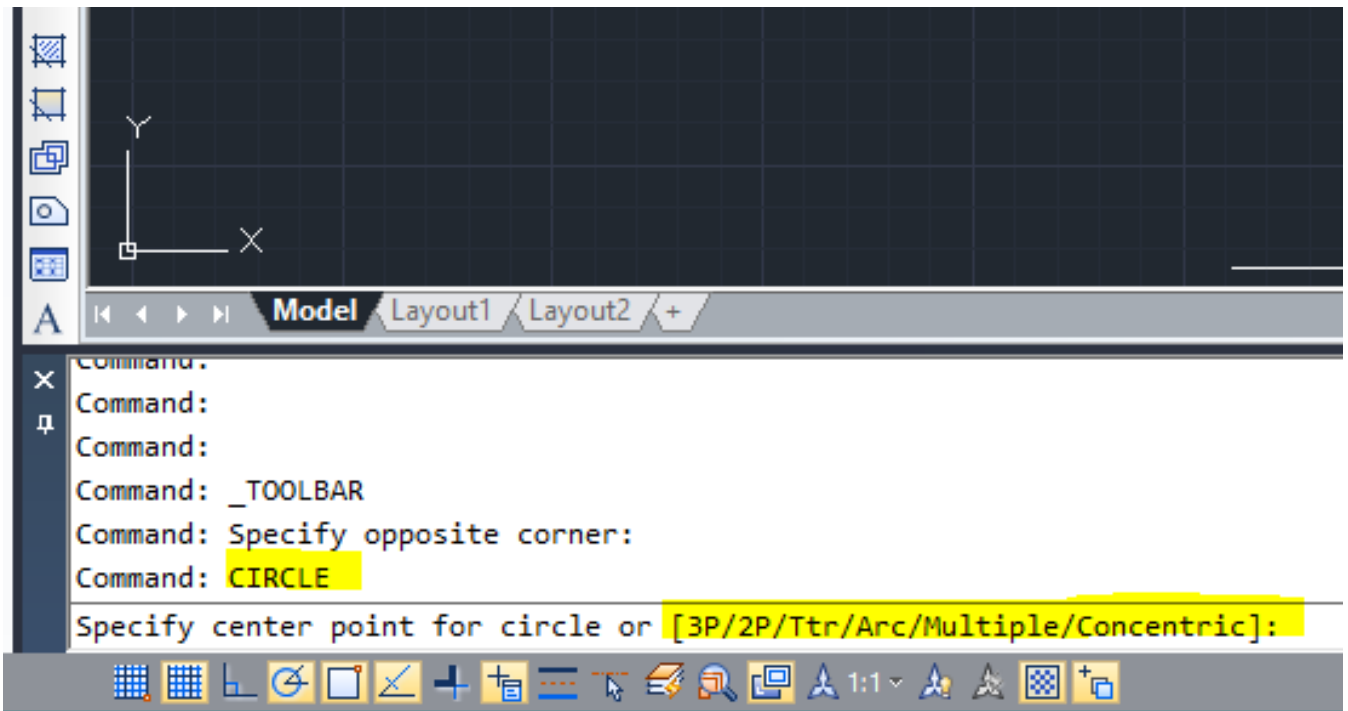 Y
X
A
Model Layout1 Layout2 +
Command:
Command:
Command:
Command: _TOOLBAR
Command: Specify opposite corner:
Command: CIRCLE
Specify center point for circle or [3P/2P/Ttr/Arc/Multiple/Concentric]:
1:1